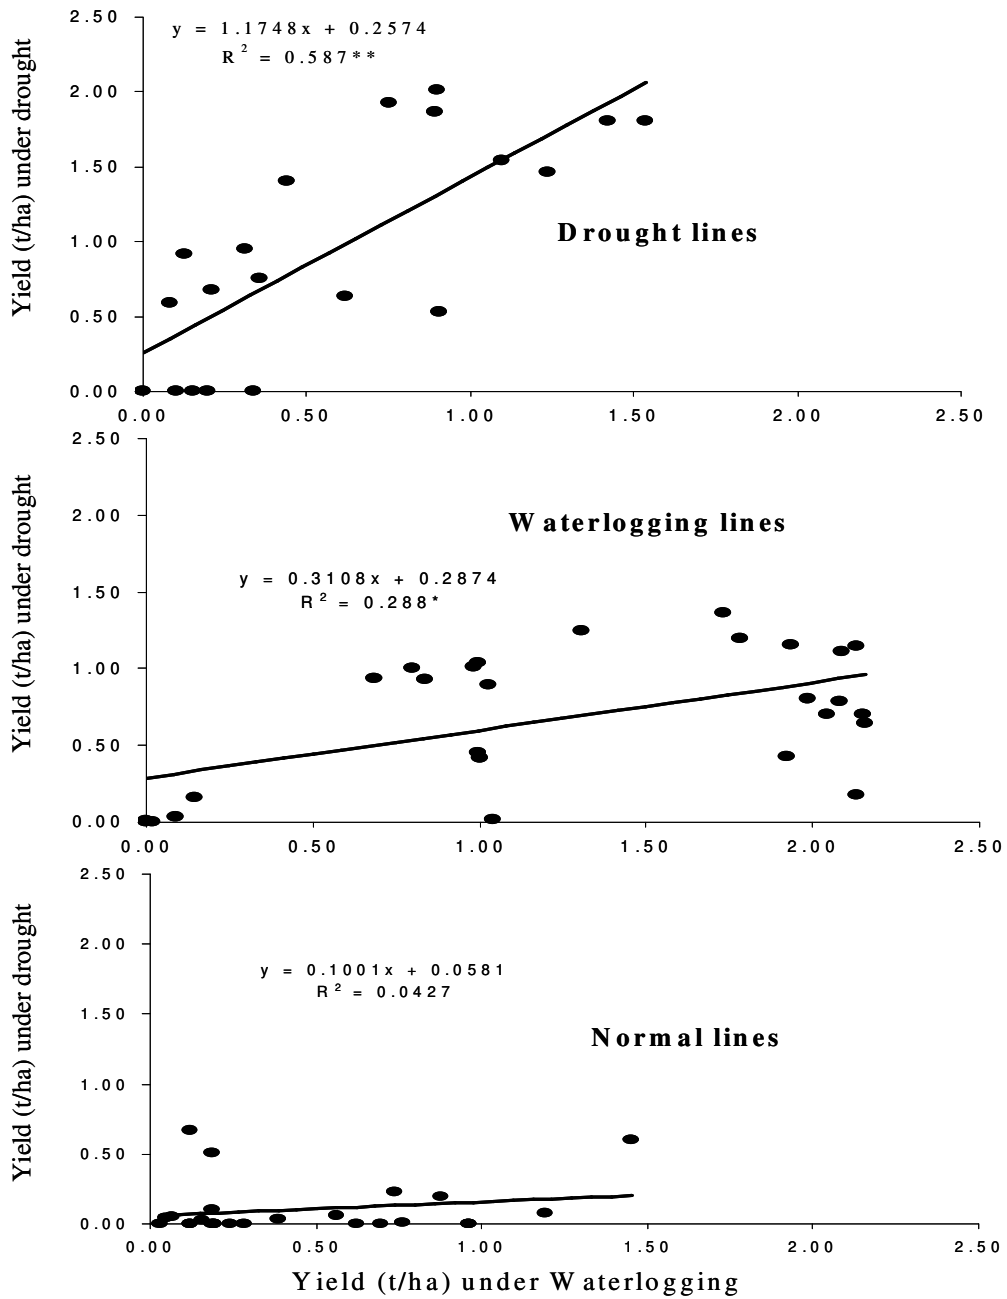 2.50
y = 1.1748x + 0.2574
R² = 0.587**
2.00
1.50
Drought lines
1.00
0.50
0.00
0.00 0.50 1.00 1.50 2.00 2.50
Yield (t/ha) under drought
2.50
2.00
Waterlogging lines
y = 0.3108x + 0.2874
R² = 0.288*
1.50
1.00
0.50
0.00
0.00 0.50 1.00 1.50 2.00 2.50
Yield (t/ha) under drought
2.50
2.00
y = 0.1001x + 0.0581
R² = 0.0427
1.50
Normal lines
1.00
0.50
0.00
0.00 0.50 1.00 1.50 2.00 2.50
Yield (t/ha) under drought
Yield (t/ha) under Waterlogging